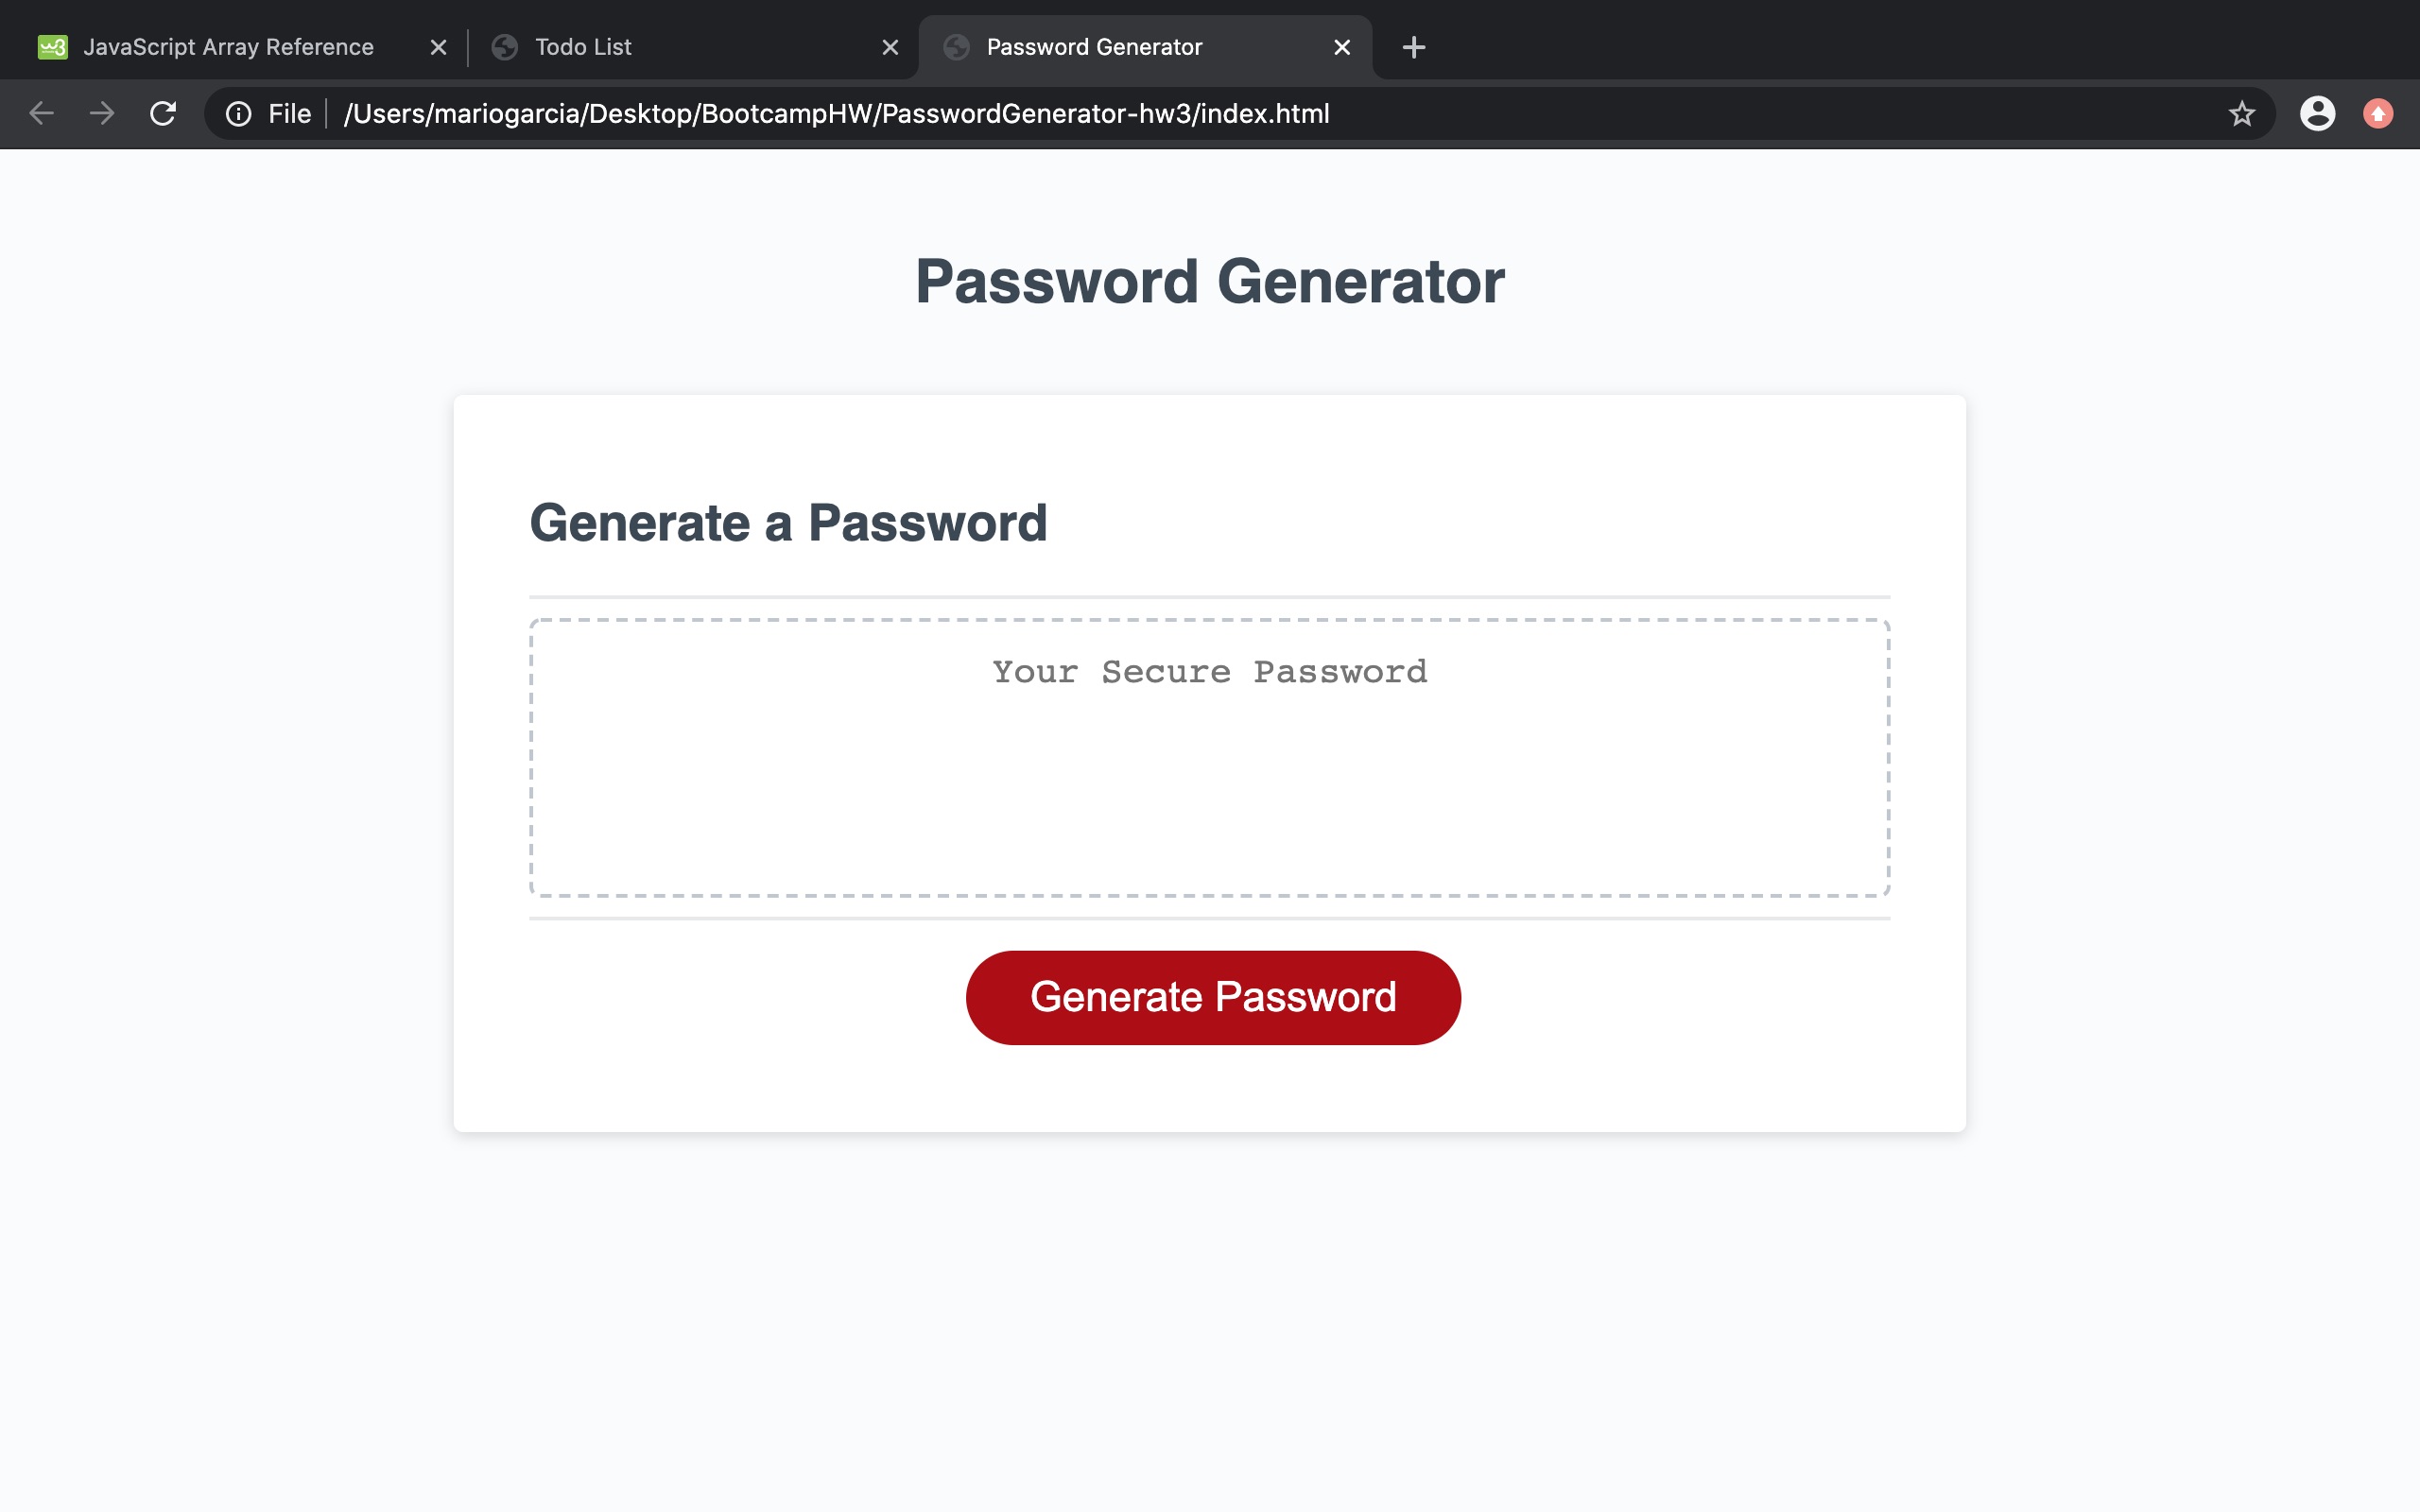 JavaScript Array Reference
Todo List
Password Generator
File /Users/mariogarcia/Desktop/BootcampHW/PasswordGenerator-hw3/index.html
Password Generator
Generate a Password
Your Secure Password
Generate Password